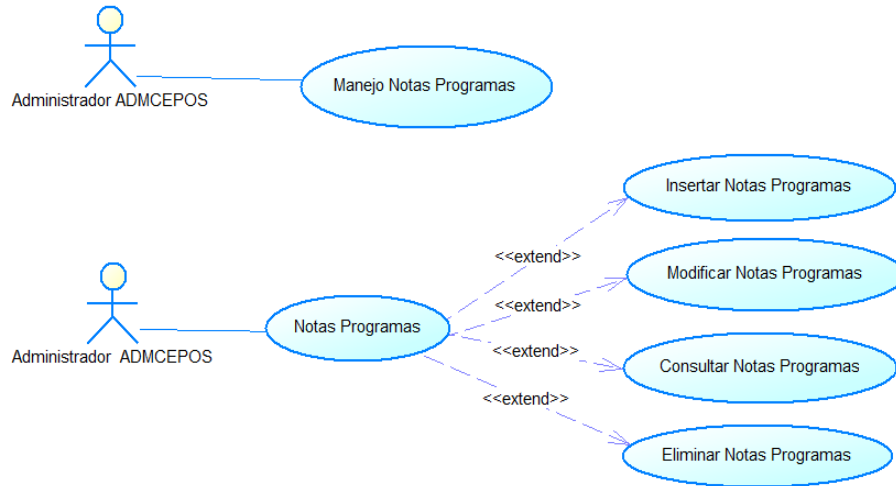 Manejo Notas Programas
Administrador ADMCEPOS
Insertar Notas Programas
<<extend>>
Modificar Notas Programas
<<extend>>
Notas Programas
Administrador ADMCEPOS
<<extend>>
Consultar Notas Programas
<<extend>>
Eliminar Notas Programas